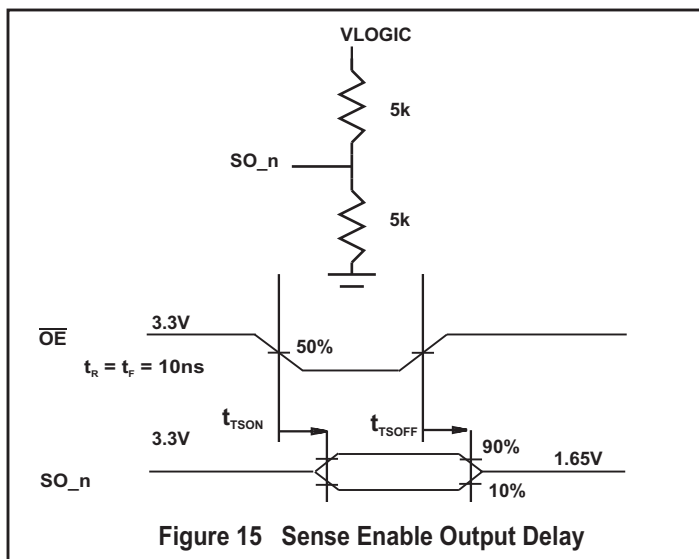 VLOGIC
5k
SO_n
5k
OE
3.3V
50%
tR = tF = 10ns
tTSON
tTSOFF
3.3V
90%
1.65V
SO_n
10%
Figure 15 Sense Enable Output Delay